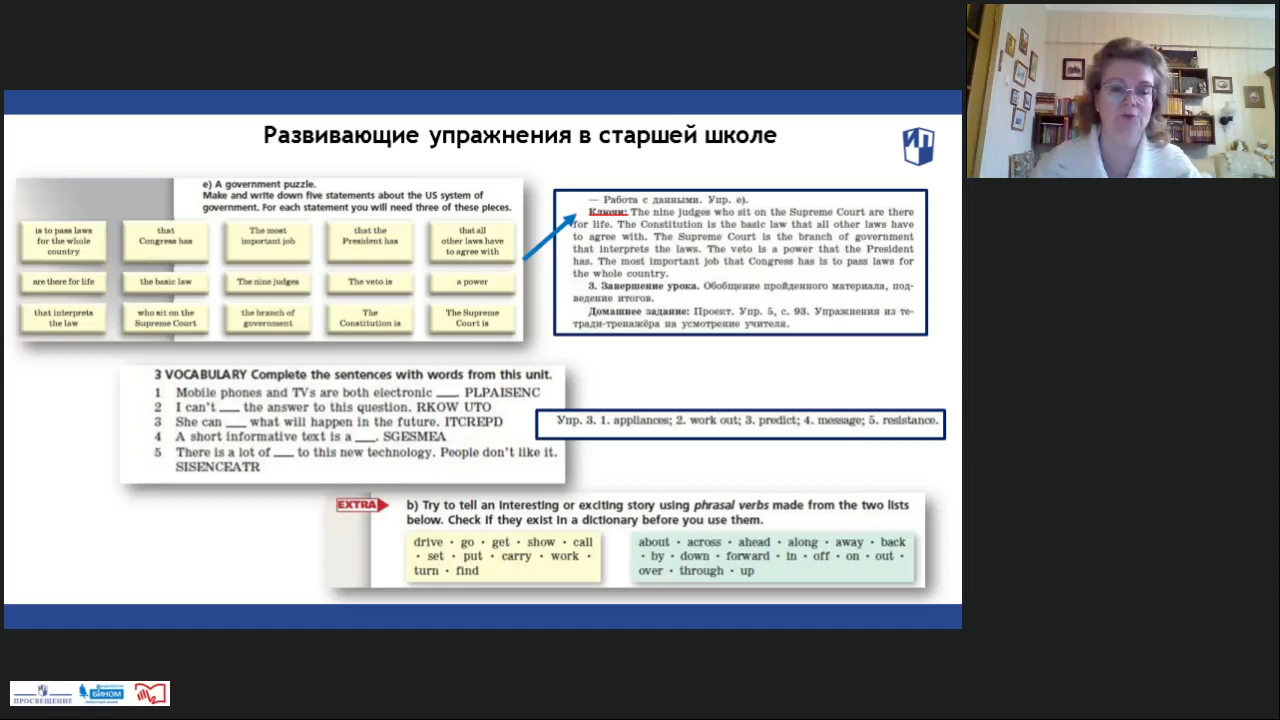 Развивающие упражнения в старшей школе
ИП
e) A government puzzle.
Make and write down five statements about the US system of
government. For each statement you will need three of these pieces.
is to pass laws
for the whole
country
that
Congress has
The most
important job
that the
President has
that all
other laws have
to agree with
are there for life
the basic law
The nine judges
The veto is
a power
that interprets
the law
who sit on the
Supreme Court
the branch of
government
The
Constitution is
The Supreme
Court is
— Работа с данными. Упр. e).
Ключи: The nine judges who sit on the Supreme Court are there
for life. The Constitution is the basic law that all other laws have
to agree with. The Supreme Court is the branch of government
that interprets the laws. The veto is a power that the President
has. The most important job that Congress has is to pass laws for
the whole country.
3. Завершение урока. Обобщение пройденного материала, под-
ведение итогов.
Домашнее задание: Проект. Упр. 5, с. 93. Упражнения из те-
тради-тренажёра на усмотрение учителя.
3 VOCABULARY Complete the sentences with words from this unit.
1 Mobile phones and TVs are both electronic ___. PLPAISENC
2 I can't ___ the answer to this question. RKOW UTO
3 She can ___ what will happen in the future. ITCREPD
4 A short informative text is a ___. SGESMEA
5 There is a lot of ___ to this new technology. People don't like it.
SISENCEATR
Упр. 3. 1. appliances; 2. work out; 3. predict; 4. message; 5. resistance.
EXTRA
b) Try to tell an interesting or exciting story using phrasal verbs made from the two lists
below. Check if they exist in a dictionary before you use them.
drive · go · get · show · call
· set · put · carry · work ·
turn · find
about · across · ahead · along · away · back
· by · down · forward · in · off · on · out ·
over · through · up
ПРОСВЕЩЕНИЕ
БИНОМ